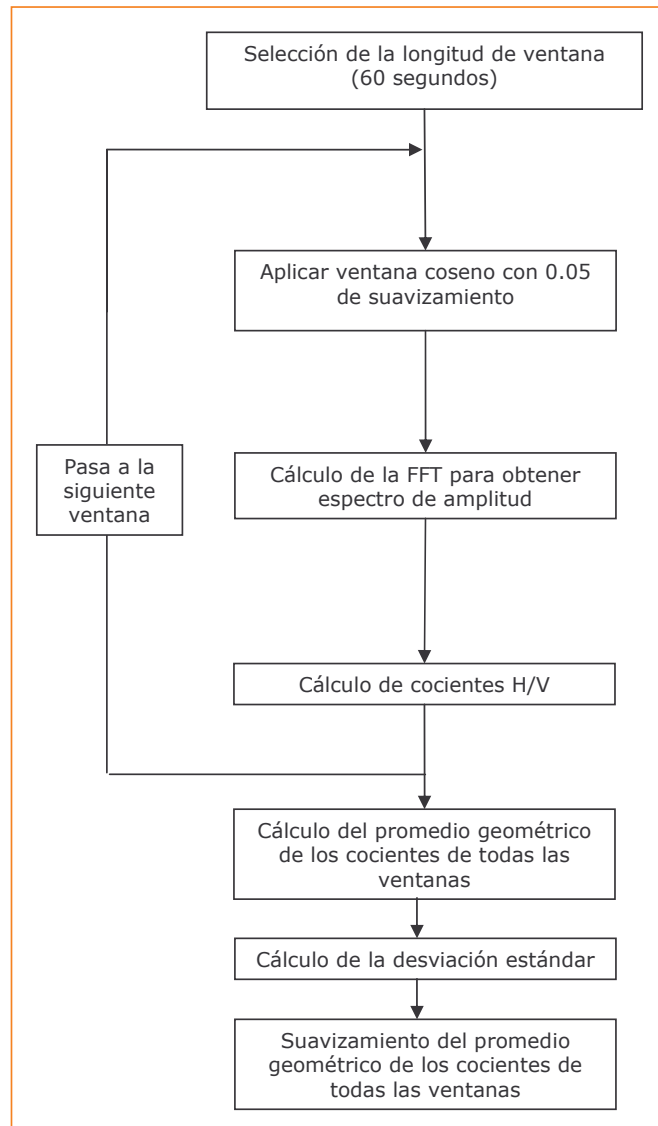 Selección de la longitud de ventana
(60 segundos)
Aplicar ventana coseno con 0.05
de suavizamiento
Pasa a la
siguiente
ventana
Cálculo de la FFT para obtener
espectro de amplitud
Cálculo de cocientes H/V
Cálculo del promedio geométrico
de los cocientes de todas las
ventanas
Cálculo de la desviación estándar
Suavizamiento del promedio
geométrico de los cocientes de
todas las ventanas